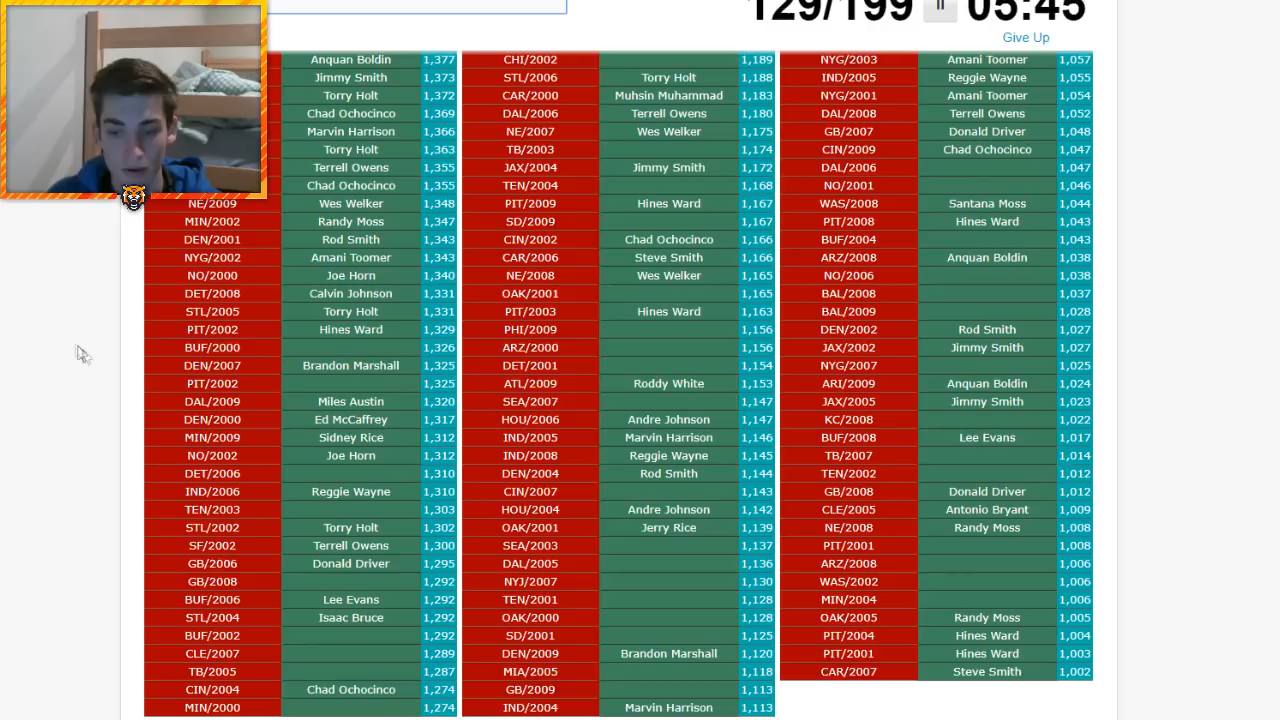 129/199 05:45
Give Up
Anquan Boldin 1,377 CHI/2002 1,189 NYG/2003 Amani Toomer 1,057
Jimmy Smith 1,373 STL/2006 Torry Holt 1,188 IND/2005 Reggie Wayne 1,055
Torry Holt 1,372 CAR/2000 Muhsin Muhammad 1,183 NYG/2001 Amani Toomer 1,054
Chad Ochocinco 1,369 DAL/2006 Terrell Owens 1,180 DAL/2008 Terrell Owens 1,052
Marvin Harrison 1,366 NE/2007 Wes Welker 1,175 GB/2007 Donald Driver 1,048
Torry Holt 1,363 TB/2003 1,174 CIN/2009 Chad Ochocinco 1,047
Terrell Owens 1,355 JAX/2004 Jimmy Smith 1,172 DAL/2006 1,047
Chad Ochocinco 1,355 TEN/2004 1,168 NO/2001 1,046
NE/2009 Wes Welker 1,348 PIT/2009 Hines Ward 1,167 WAS/2008 Santana Moss 1,044
MIN/2002 Randy Moss 1,347 SD/2009 1,167 PIT/2008 Hines Ward 1,043
DEN/2001 Rod Smith 1,343 CIN/2002 Chad Ochocinco 1,166 BUF/2004 1,043
NYG/2002 Amani Toomer 1,343 CAR/2006 Steve Smith 1,166 ARZ/2008 Anquan Boldin 1,038
NO/2000 Joe Horn 1,340 NE/2008 Wes Welker 1,165 NO/2006 1,038
DET/2008 Calvin Johnson 1,331 OAK/2001 1,165 BAL/2008 1,037
STL/2005 Torry Holt 1,331 PIT/2003 Hines Ward 1,163 BAL/2009 1,028
PIT/2002 Hines Ward 1,329 PHI/2009 1,156 DEN/2002 Rod Smith 1,027
BUF/2000 1,326 ARZ/2000 1,156 JAX/2002 Jimmy Smith 1,027
DEN/2007 Brandon Marshall 1,325 DET/2001 1,154 NYG/2007 1,025
PIT/2002 1,325 ATL/2009 Roddy White 1,153 ARI/2009 Anquan Boldin 1,024
DAL/2009 Miles Austin 1,320 SEA/2007 1,147 JAX/2005 Jimmy Smith 1,023
DEN/2000 Ed McCaffrey 1,317 HOU/2006 Andre Johnson 1,147 KC/2008 1,022
MIN/2009 Sidney Rice 1,312 IND/2005 Marvin Harrison 1,146 BUF/2008 Lee Evans 1,017
NO/2002 Joe Horn 1,312 IND/2008 Reggie Wayne 1,145 TB/2007 1,014
DET/2006 1,310 DEN/2004 Rod Smith 1,144 TEN/2002 1,012
IND/2006 Reggie Wayne 1,310 CIN/2007 1,143 GB/2008 Donald Driver 1,012
TEN/2003 1,303 HOU/2004 Andre Johnson 1,142 CLE/2005 Antonio Bryant 1,009
STL/2002 Torry Holt 1,302 OAK/2001 Jerry Rice 1,139 NE/2008 Randy Moss 1,008
SF/2002 Terrell Owens 1,300 SEA/2003 1,137 PIT/2001 1,008
GB/2006 Donald Driver 1,295 DAL/2005 1,136 ARZ/2008 1,006
GB/2008 1,292 NYJ/2007 1,130 WAS/2002 1,006
BUF/2006 Lee Evans 1,292 TEN/2001 1,128 MIN/2004 1,006
STL/2004 Isaac Bruce 1,292 OAK/2000 1,128 OAK/2005 Randy Moss 1,005
BUF/2002 1,292 SD/2001 1,125 PIT/2004 Hines Ward 1,004
CLE/2007 1,289 DEN/2009 Brandon Marshall 1,120 PIT/2001 Hines Ward 1,003
TB/2005 1,287 MIA/2005 1,118 CAR/2007 Steve Smith 1,002
CIN/2004 Chad Ochocinco 1,274 GB/2009 1,113
MIN/2000 1,274 IND/2004 Marvin Harrison 1,113